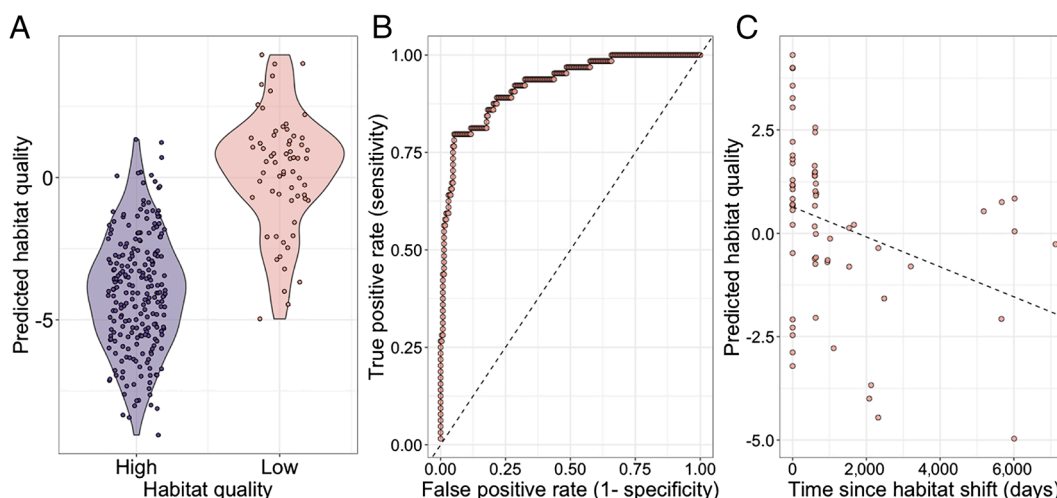 A
Predicted habitat quality
0
-5
High
Low
Habitat quality
B
True positive rate (sensitivity)
1.00
0.75
0.50
0.25
0.00
0.00
0.25
0.50
0.75
1.00
False positive rate (1- specificity)
C
Predicted habitat quality
2.5
0.0
-2.5
-5.0
0
2,000
4,000
6,000
Time since habitat shift (days)